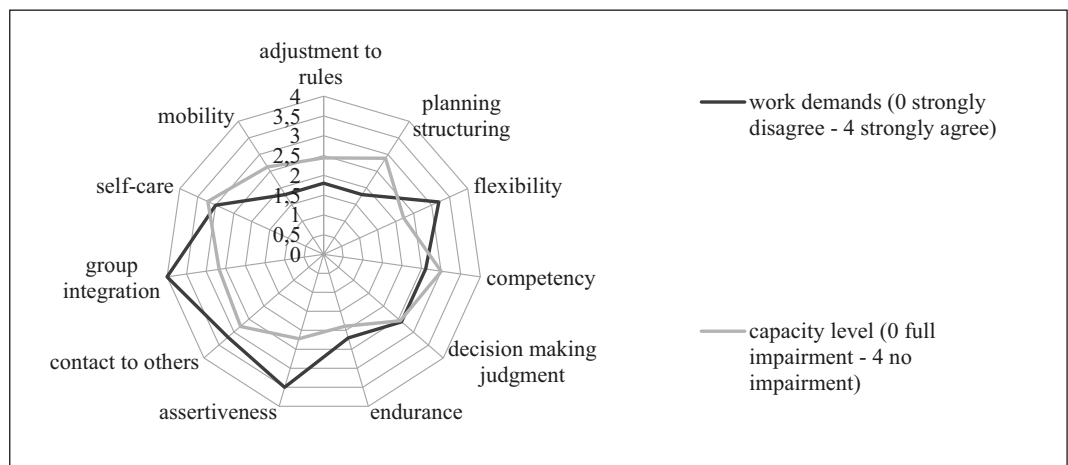 adjustment to
rules
planning
structuring
flexibility
competency
decision making
judgment
endurance
assertiveness
contact to others
group
integration
self-care
mobility
4
3,5
3
2,5
2
1,5
1
0,5
0
work demands (0 strongly
disagree - 4 strongly agree)
capacity level (0 full
impairment - 4 no
impairment)